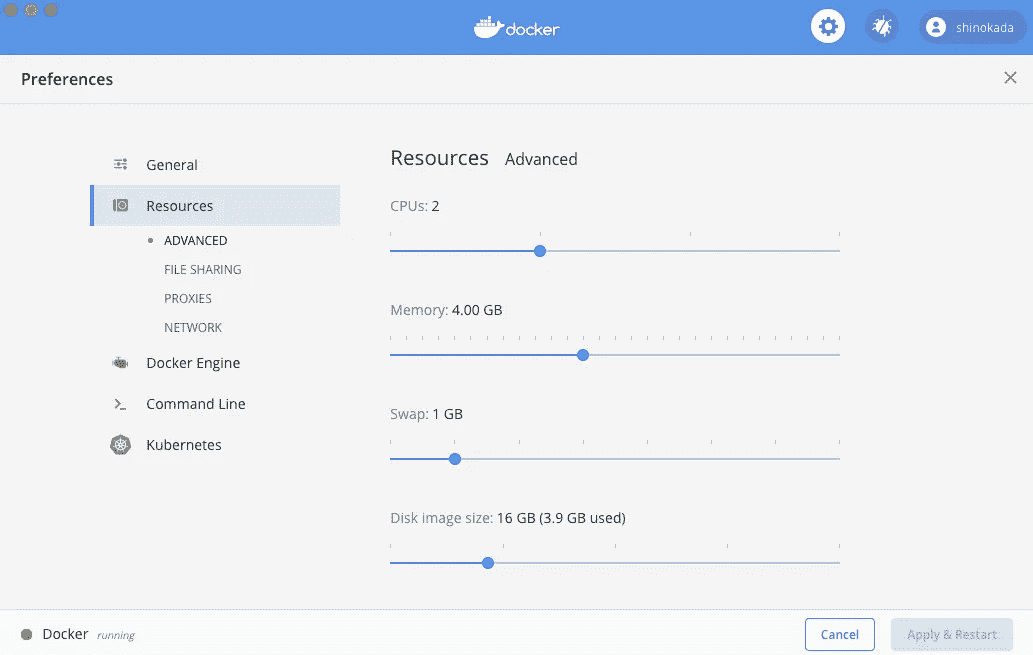 docker
shinokada
Preferences
General
Resources
ADVANCED
FILE SHARING
PROXIES
NETWORK
Docker Engine
Command Line
Kubernetes
Resources Advanced
CPUs: 2
Memory: 4.00 GB
Swap: 1 GB
Disk image size: 16 GB (3.9 GB used)
Docker running
Cancel
Apply & Restart